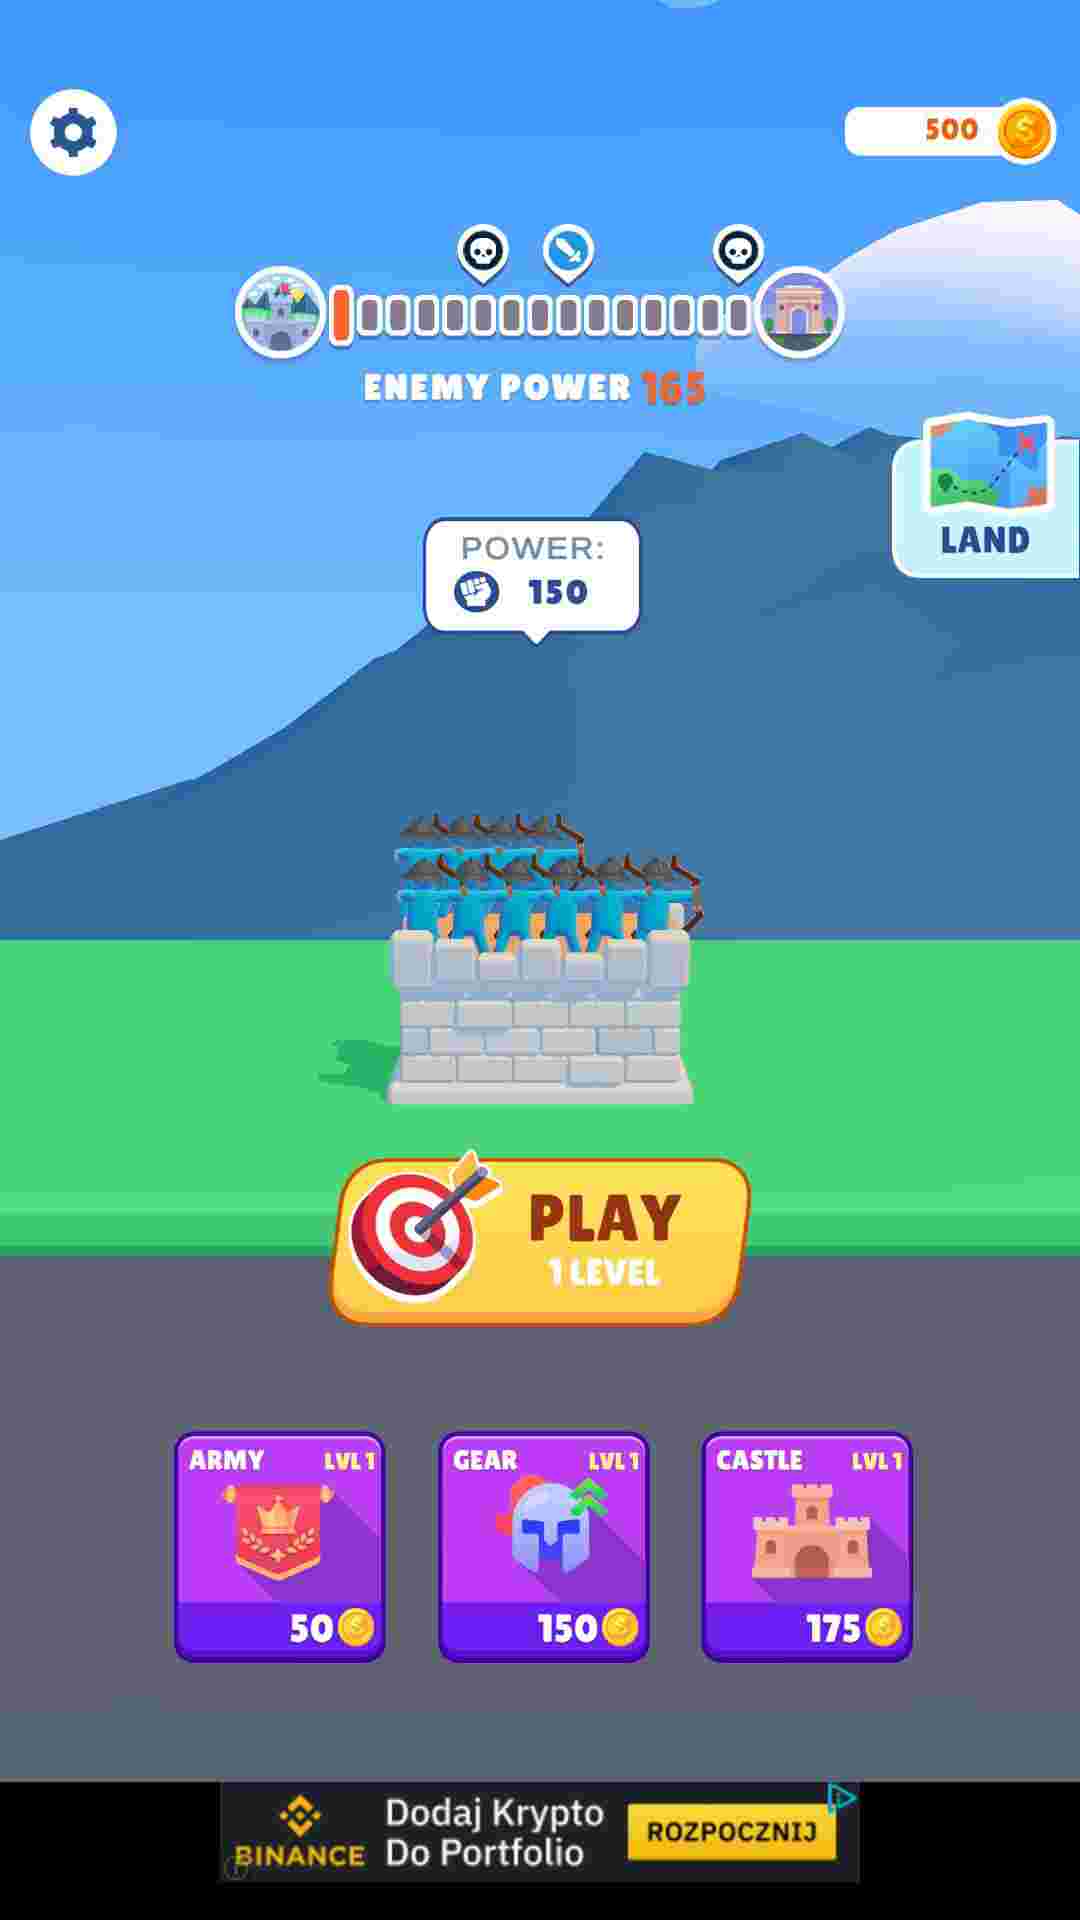 500
ENEMY POWER 165
LAND
POWER:
150
PLAY
1 LEVEL
ARMY LVL 1
50
GEAR LVL 1
150
CASTLE LVL 1
175
BINANCE
Dodaj Krypto
Do Portfolio
ROZPOCZNIJ